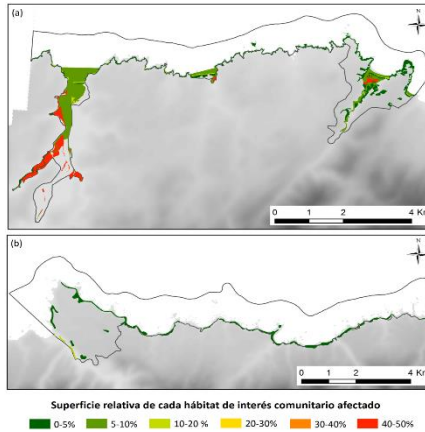 (a)
N
0 1 2 4 Km
(b)
N
0 1 2 4 Km
Superficie relativa de cada hábitat de interés comunitario afectado
0-5% 5-10% 10-20 % 20-30% 30-40% 40-50%